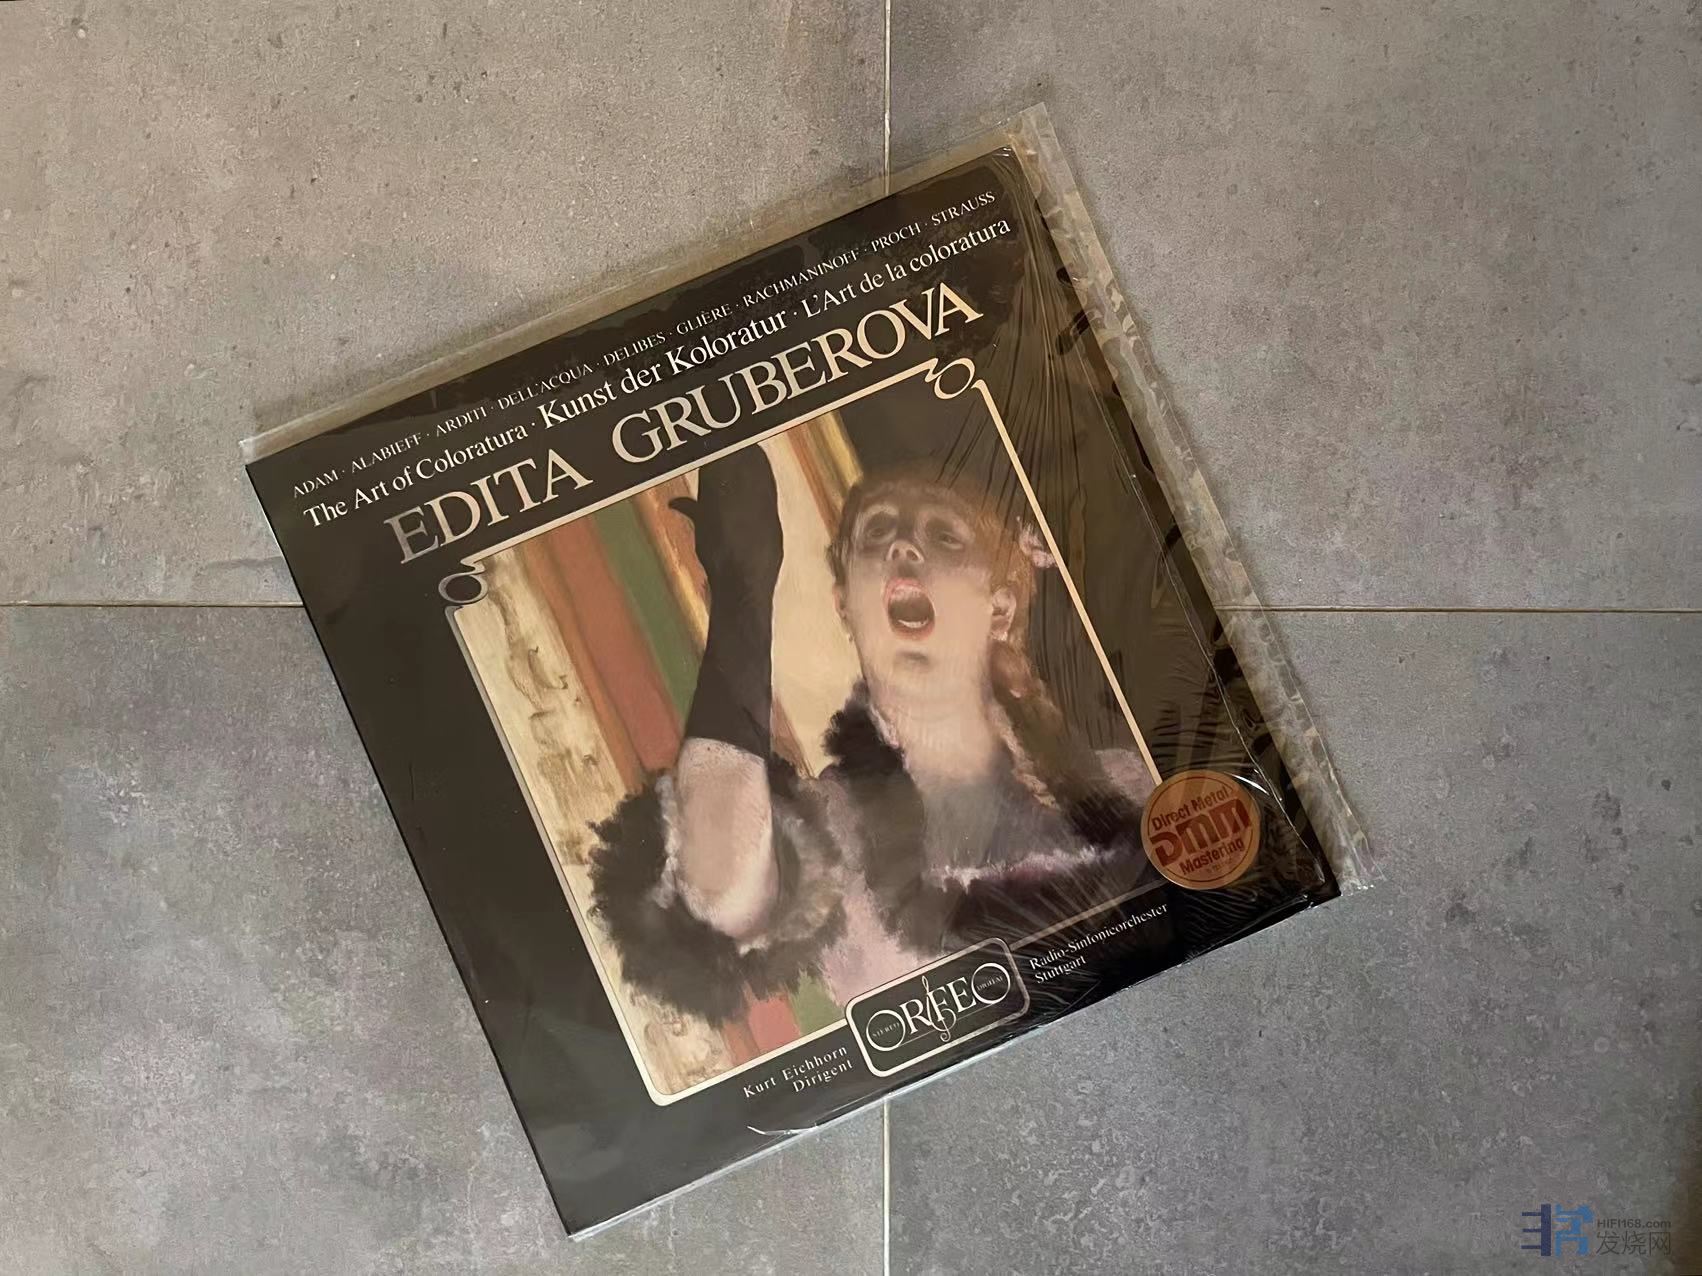 ADAM · ALABIEFF · ARDITI · DELL'ACQUA · DELIBES · GLIÈRE · RACHMANINOFF · PROCH · STRAUSS
The Art of Coloratura · Kunst der Koloratur · L'Art de la coloratura
EDITA GRUBEROVA
Direct Metal
DMM
Mastering
Radio-Sinfonieorchester
Stuttgart
STEREO ORFEO DIGITAL
Kurt Eichhorn
Dirigent
HIFI168.com
发烧网